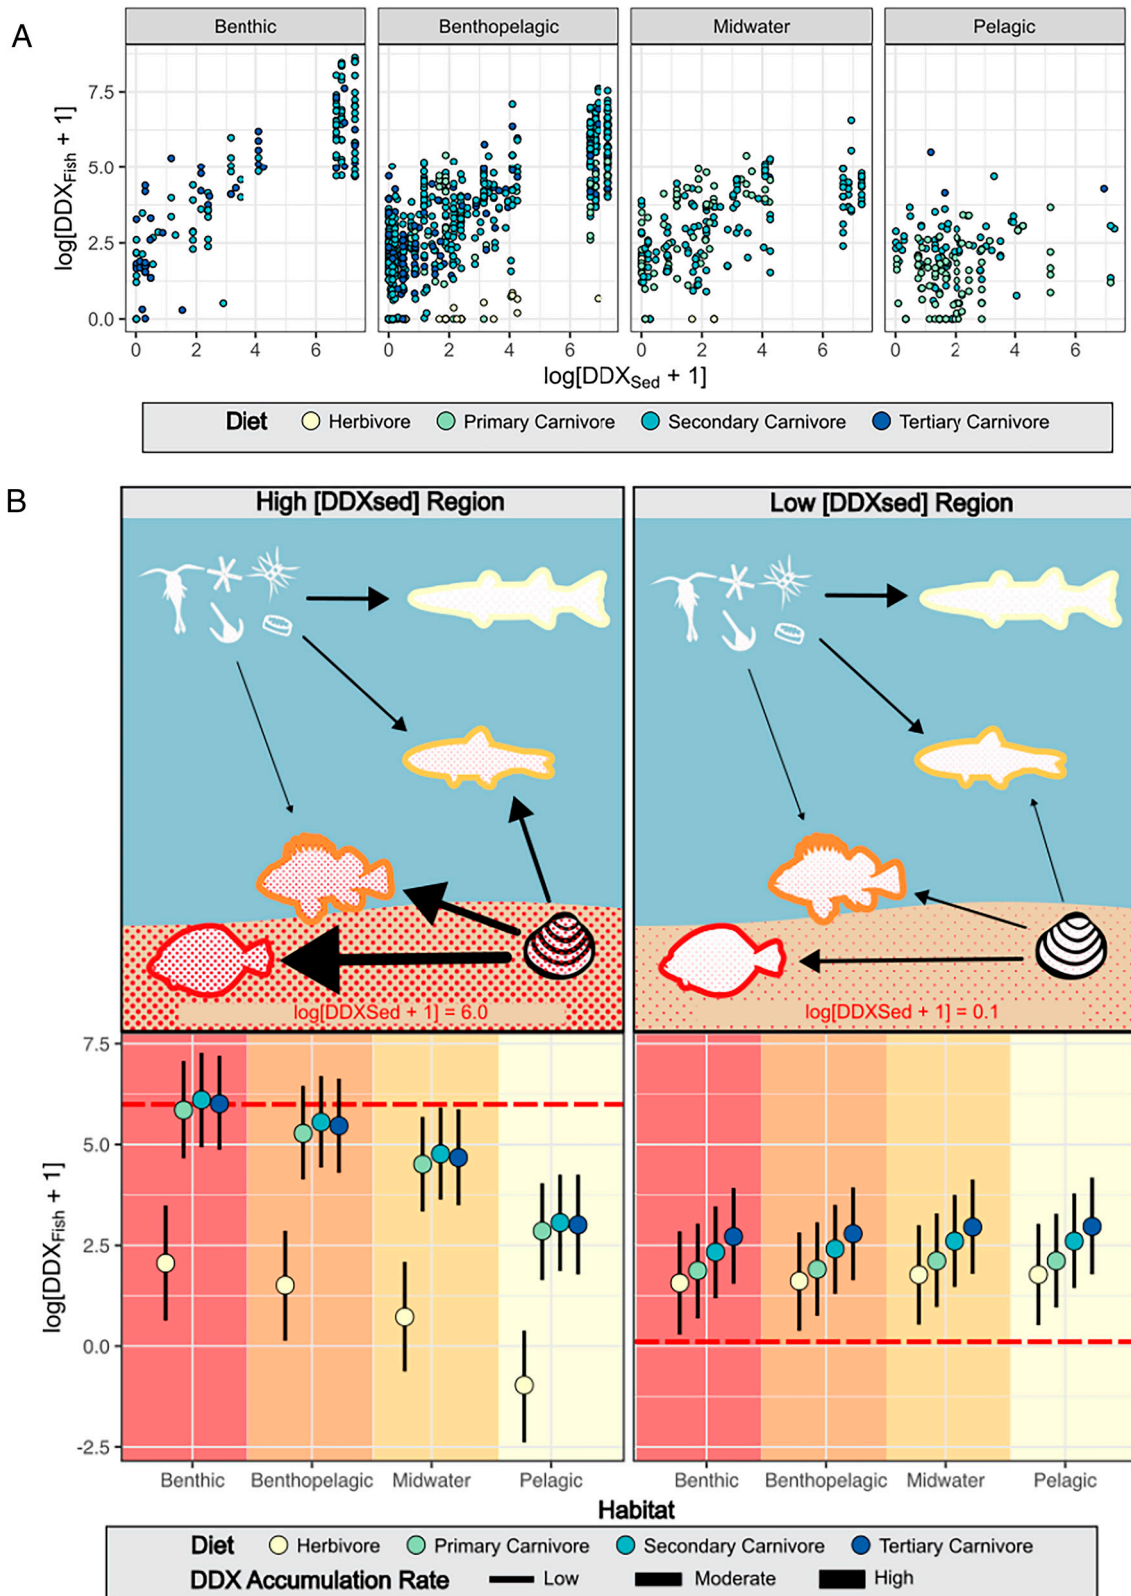 A
Benthic
Benthopelagic
Midwater
Pelagic
log[DDXFish + 1]
7.5
5.0
2.5
0.0
0 2 4 6
0 2 4 6
0 2 4 6
0 2 4 6
log[DDXSed + 1]
Diet Herbivore Primary Carnivore Secondary Carnivore Tertiary Carnivore
B
High [DDXsed] Region
Low [DDXsed] Region
log[DDXSed + 1] = 6.0
log[DDXSed + 1] = 0.1
log[DDXFish + 1]
7.5
5.0
2.5
0.0
-2.5
Benthic Benthopelagic Midwater Pelagic
Benthic Benthopelagic Midwater Pelagic
Habitat
Diet Herbivore Primary Carnivore Secondary Carnivore Tertiary Carnivore
DDX Accumulation Rate Low Moderate High